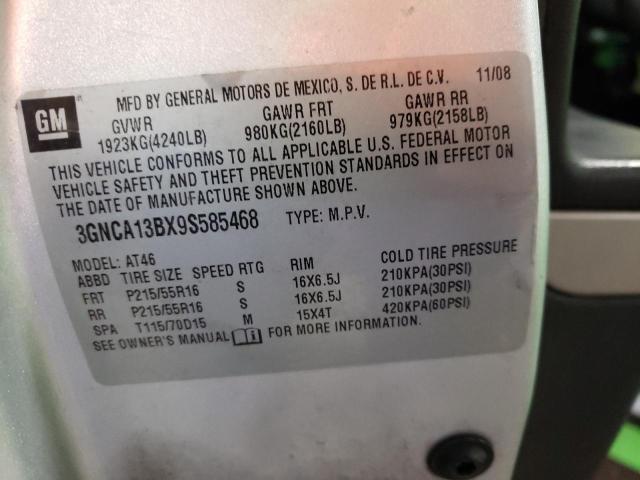 GM
MFD BY GENERAL MOTORS DE MEXICO, S. DE R.L. DE C.V. 11/08
GVWR GAWR FRT GAWR RR
1923KG(4240LB) 980KG(2160LB) 979KG(2158LB)
THIS VEHICLE CONFORMS TO ALL APPLICABLE U.S. FEDERAL MOTOR
VEHICLE SAFETY AND THEFT PREVENTION STANDARDS IN EFFECT ON
THE DATE OF MANUFACTURE SHOWN ABOVE.
3GNCA13BX9S585468 TYPE: M.P.V.
MODEL: AT46
ABBD TIRE SIZE SPEED RTG RIM COLD TIRE PRESSURE
FRT P215/55R16 S 16X6.5J 210KPA(30PSI)
RR P215/55R16 S 16X6.5J 210KPA(30PSI)
SPA T115/70D15 M 15X4T 420KPA(60PSI)
SEE OWNER'S MANUAL FOR MORE INFORMATION.